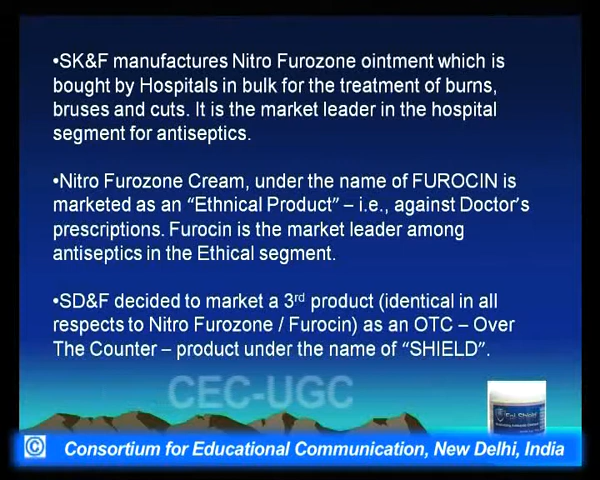 •SK&F manufactures Nitro Furozone ointment which is
bought by Hospitals in bulk for the treatment of burns,
bruses and cuts. It is the market leader in the hospital
segment for antiseptics.
•Nitro Furozone Cream, under the name of FUROCIN is
marketed as an “Ethnical Product” – i.e., against Doctor’s
prescriptions. Furocin is the market leader among
antiseptics in the Ethical segment.
•SD&F decided to market a 3rd product (identical in all
respects to Nitro Furozone / Furocin) as an OTC – Over
The Counter – product under the name of “SHIELD”.
CEC-UGC
© Consortium for Educational Communication, New Delhi, India